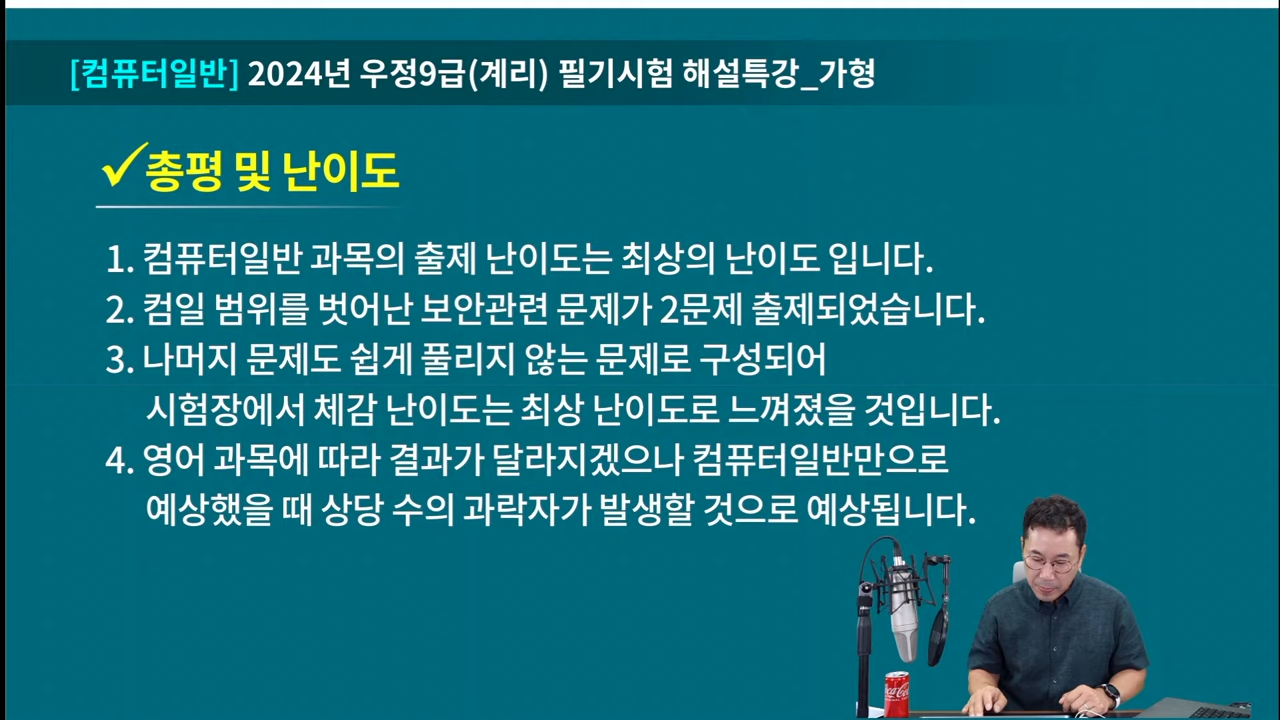 [컴퓨터일반] 2024년 우정9급(계리) 필기시험 해설특강_가형
✓총평 및 난이도
1. 컴퓨터일반 과목의 출제 난이도는 최상의 난이도 입니다.
2. 컴일 범위를 벗어난 보안관련 문제가 2문제 출제되었습니다.
3. 나머지 문제도 쉽게 풀리지 않는 문제로 구성되어
시험장에서 체감 난이도는 최상 난이도로 느껴졌을 것입니다.
4. 영어 과목에 따라 결과가 달라지겠으나 컴퓨터일반만으로
예상했을 때 상당 수의 과락자가 발생할 것으로 예상됩니다.